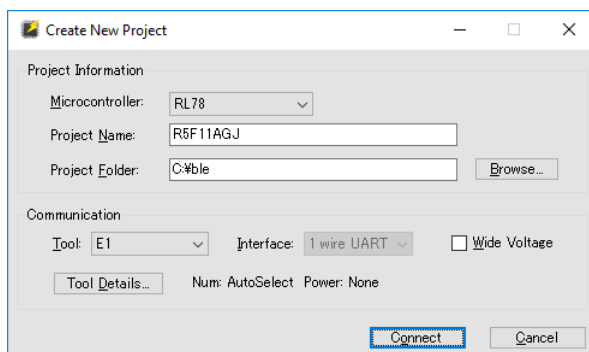 Create New Project
Project Information
Microcontroller: RL78
Project Name: R5F11AGJ
Project Folder: C:¥ble Browse...
Communication
Tool: E1 Interface: 1 wire UART Wide Voltage
Tool Details... Num: AutoSelect Power: None
Connect Cancel